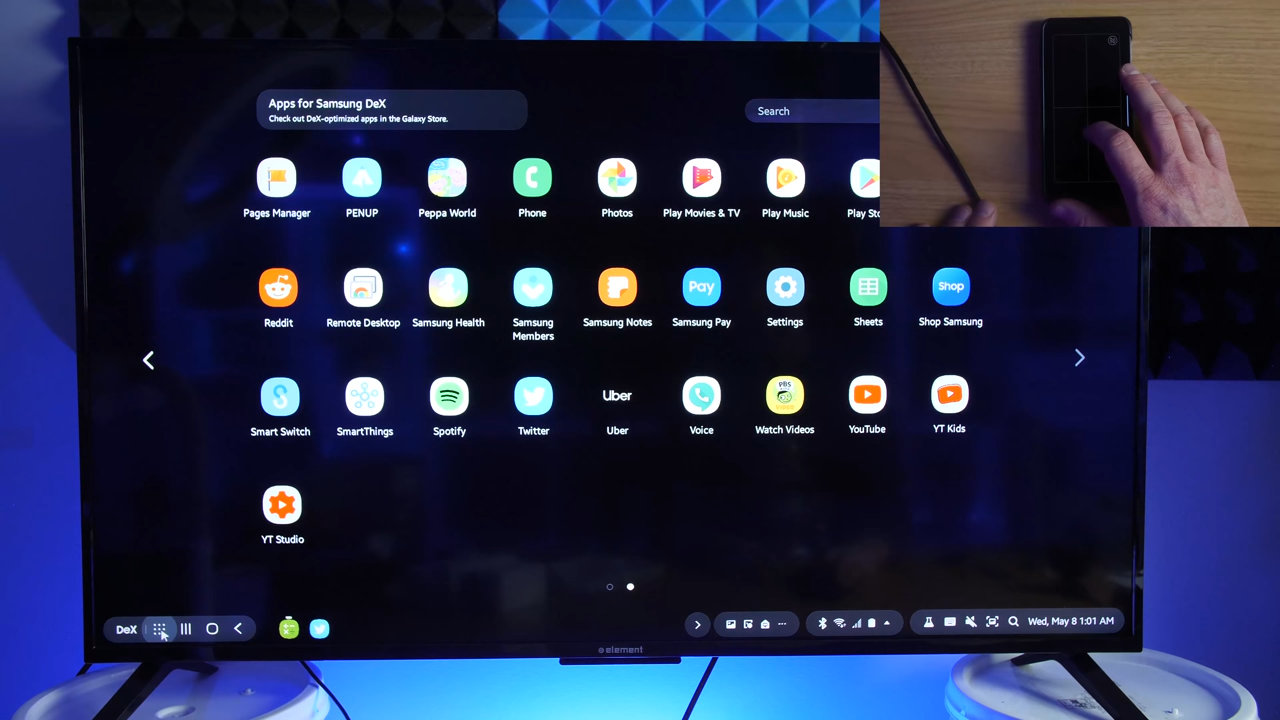 Apps for Samsung DeX
Check out DeX-optimized apps in the Galaxy Store.
Search
Pages Manager
PENUP
Peppa World
Phone
Photos
Play Movies & TV
Play Music
Play
Reddit
Remote Desktop
Samsung Health
Samsung
Members
Samsung Notes
Pay
Samsung Pay
Settings
Sheets
Shop
Shop Samsung
Smart Switch
SmartThings
Spotify
Twitter
Uber
Uber
Voice
PBS
Watch Videos
YouTube
YT Kids
YT Studio
DeX
Wed, May 8 1:01 AM
element